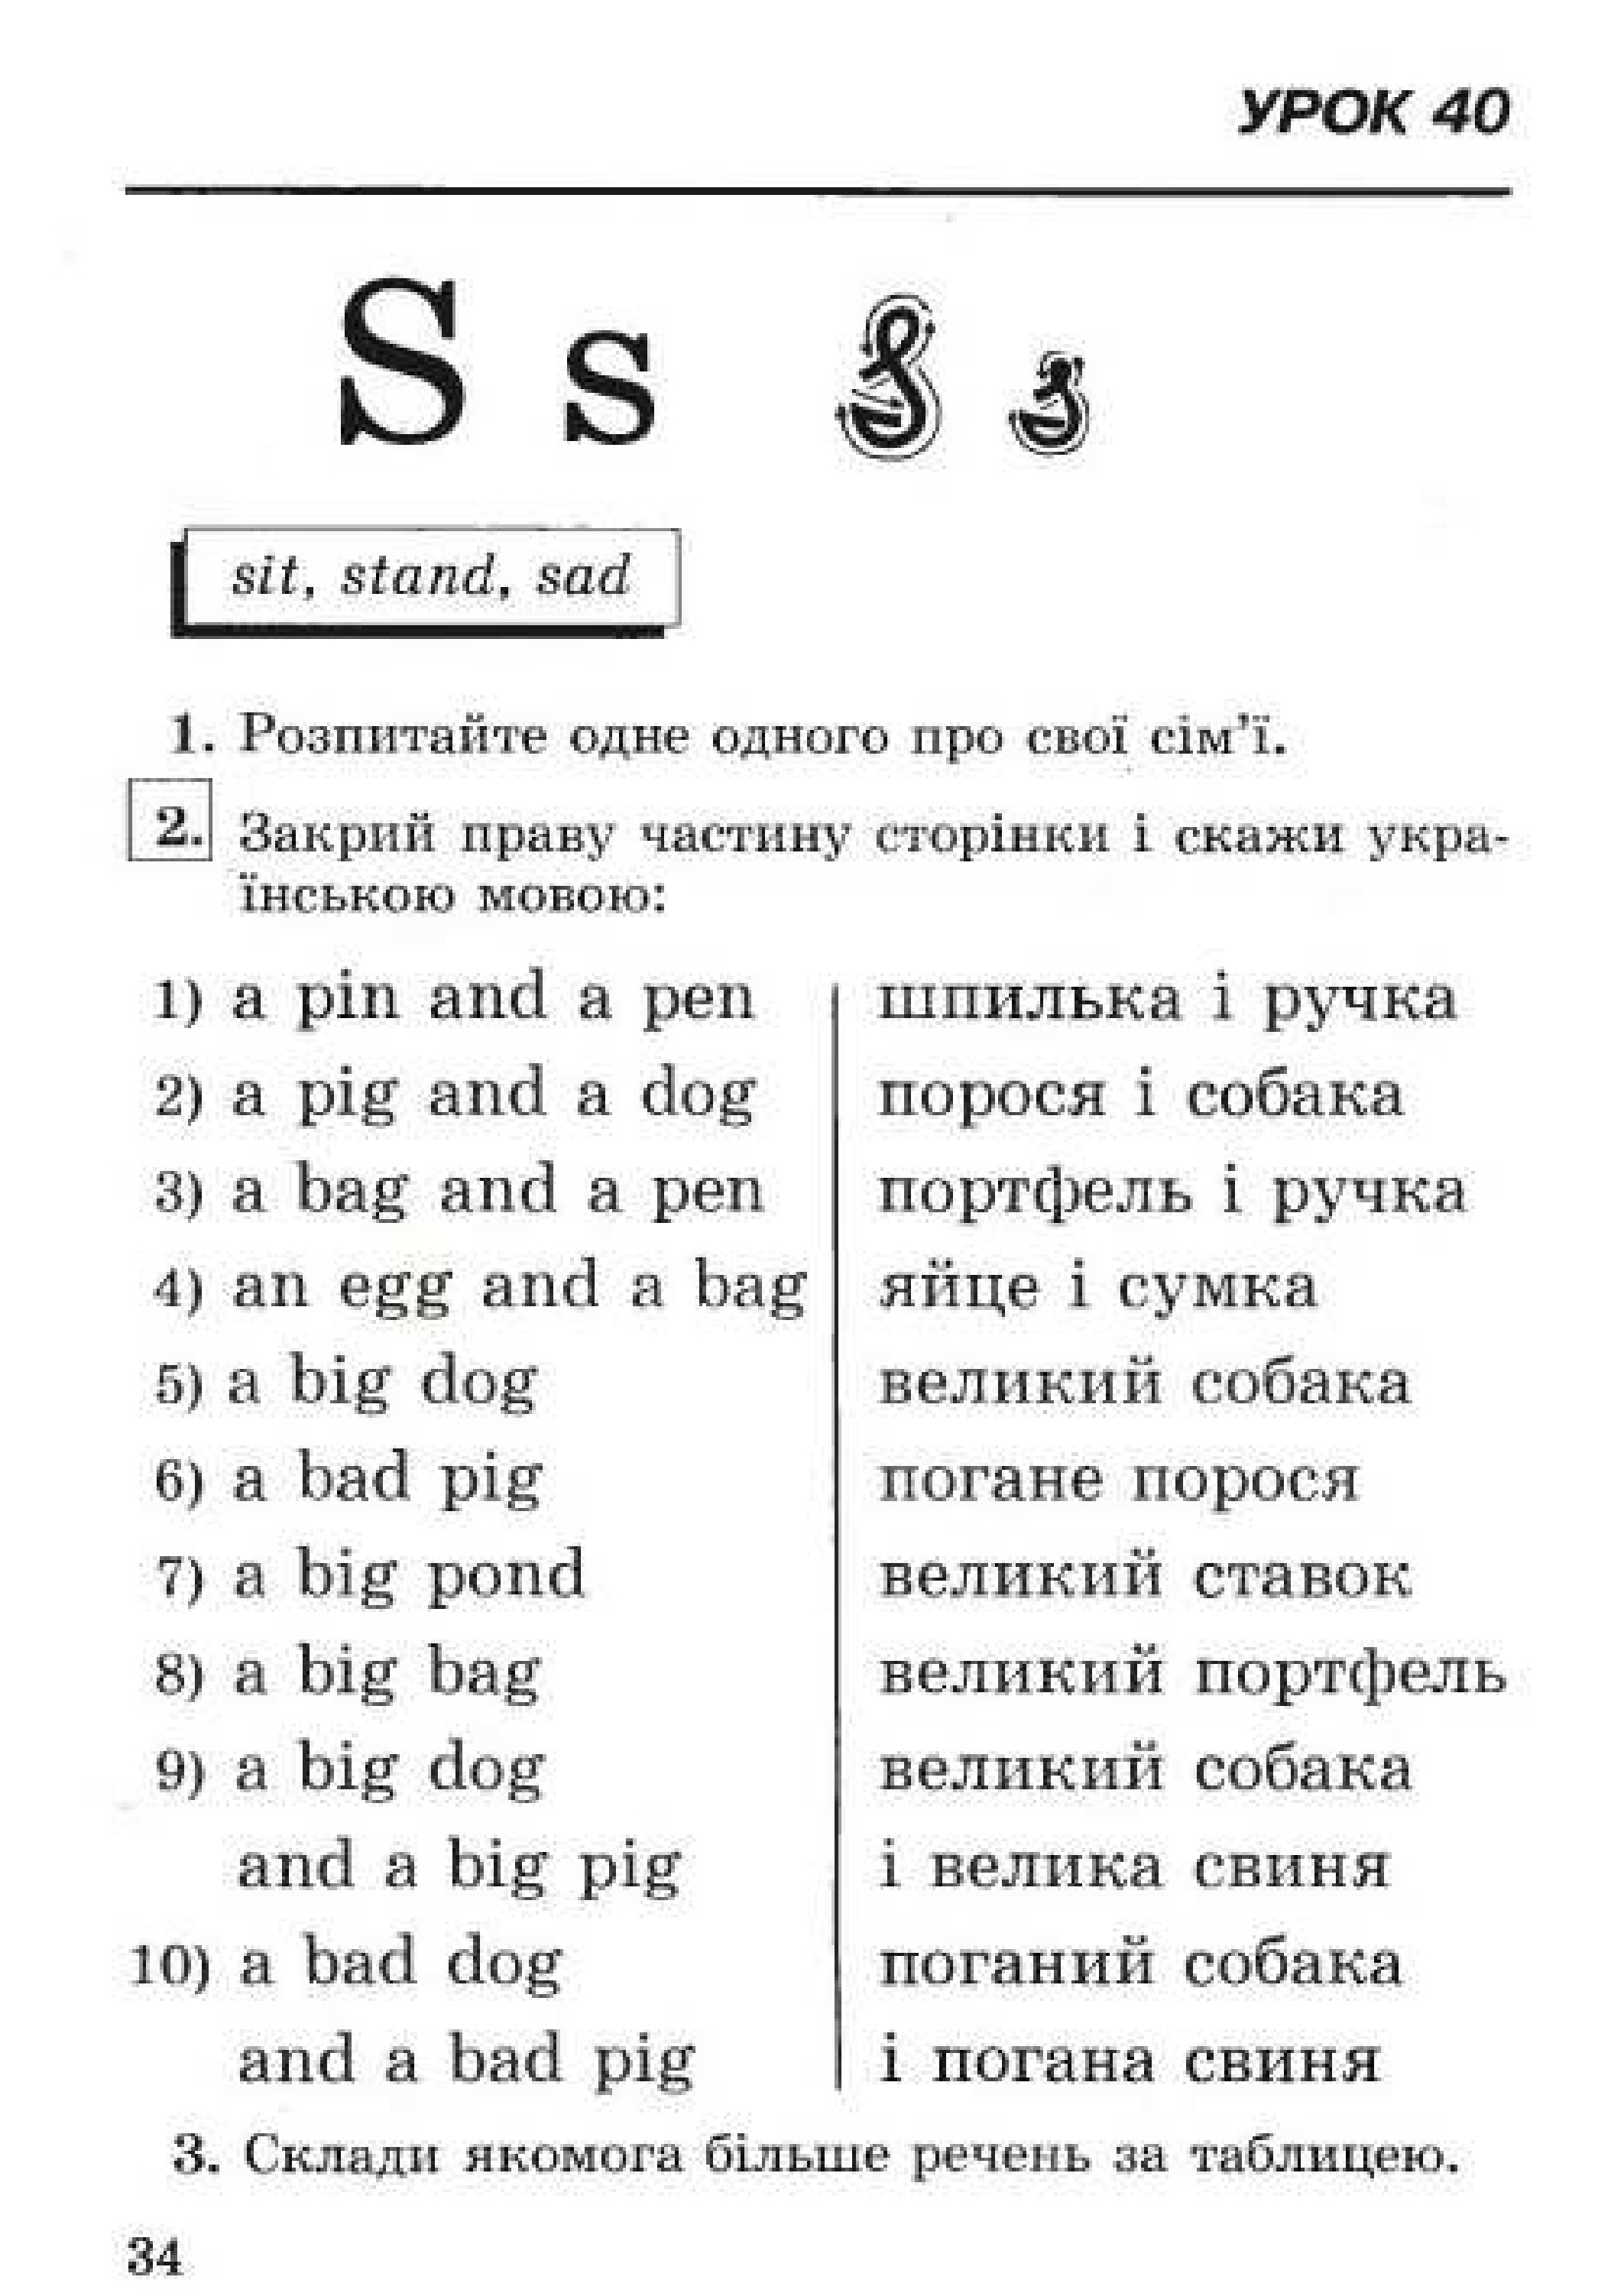 УРОК 40
S s S s
sit, stand, sad
1. Розпитайте одне одного про свої сім’ї.
2. Закрий праву частину сторінки і скажи укра-
їнською мовою:
1) a pin and a pen шпилька і ручка
2) a pig and a dog порося і собака
3) a bag and a pen портфель і ручка
4) an egg and a bag яйце і сумка
5) a big dog великий собака
6) a bad pig погане порося
7) a big pond великий ставок
8) a big bag великий портфель
9) a big dog великий собака
and a big pig і велика свиня
10) a bad dog поганий собака
and a bad pig і погана свиня
3. Склади якомога більше речень за таблицею.
34